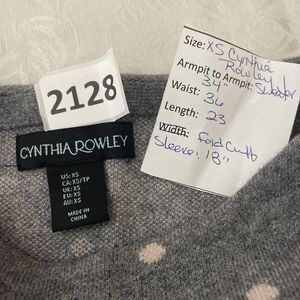 2128
CYNTHIA ROWLEY
US: XS
CA: XS/TP
UK: XS
EU: XS
AU: XS
MADE IN
CHINA
Size: XS Cynthia
Rowley
Armpit to Armpit: Sweater
34"
Waist:
36
Length: 23
Width: Fold Cuff
Sleeve: 18"